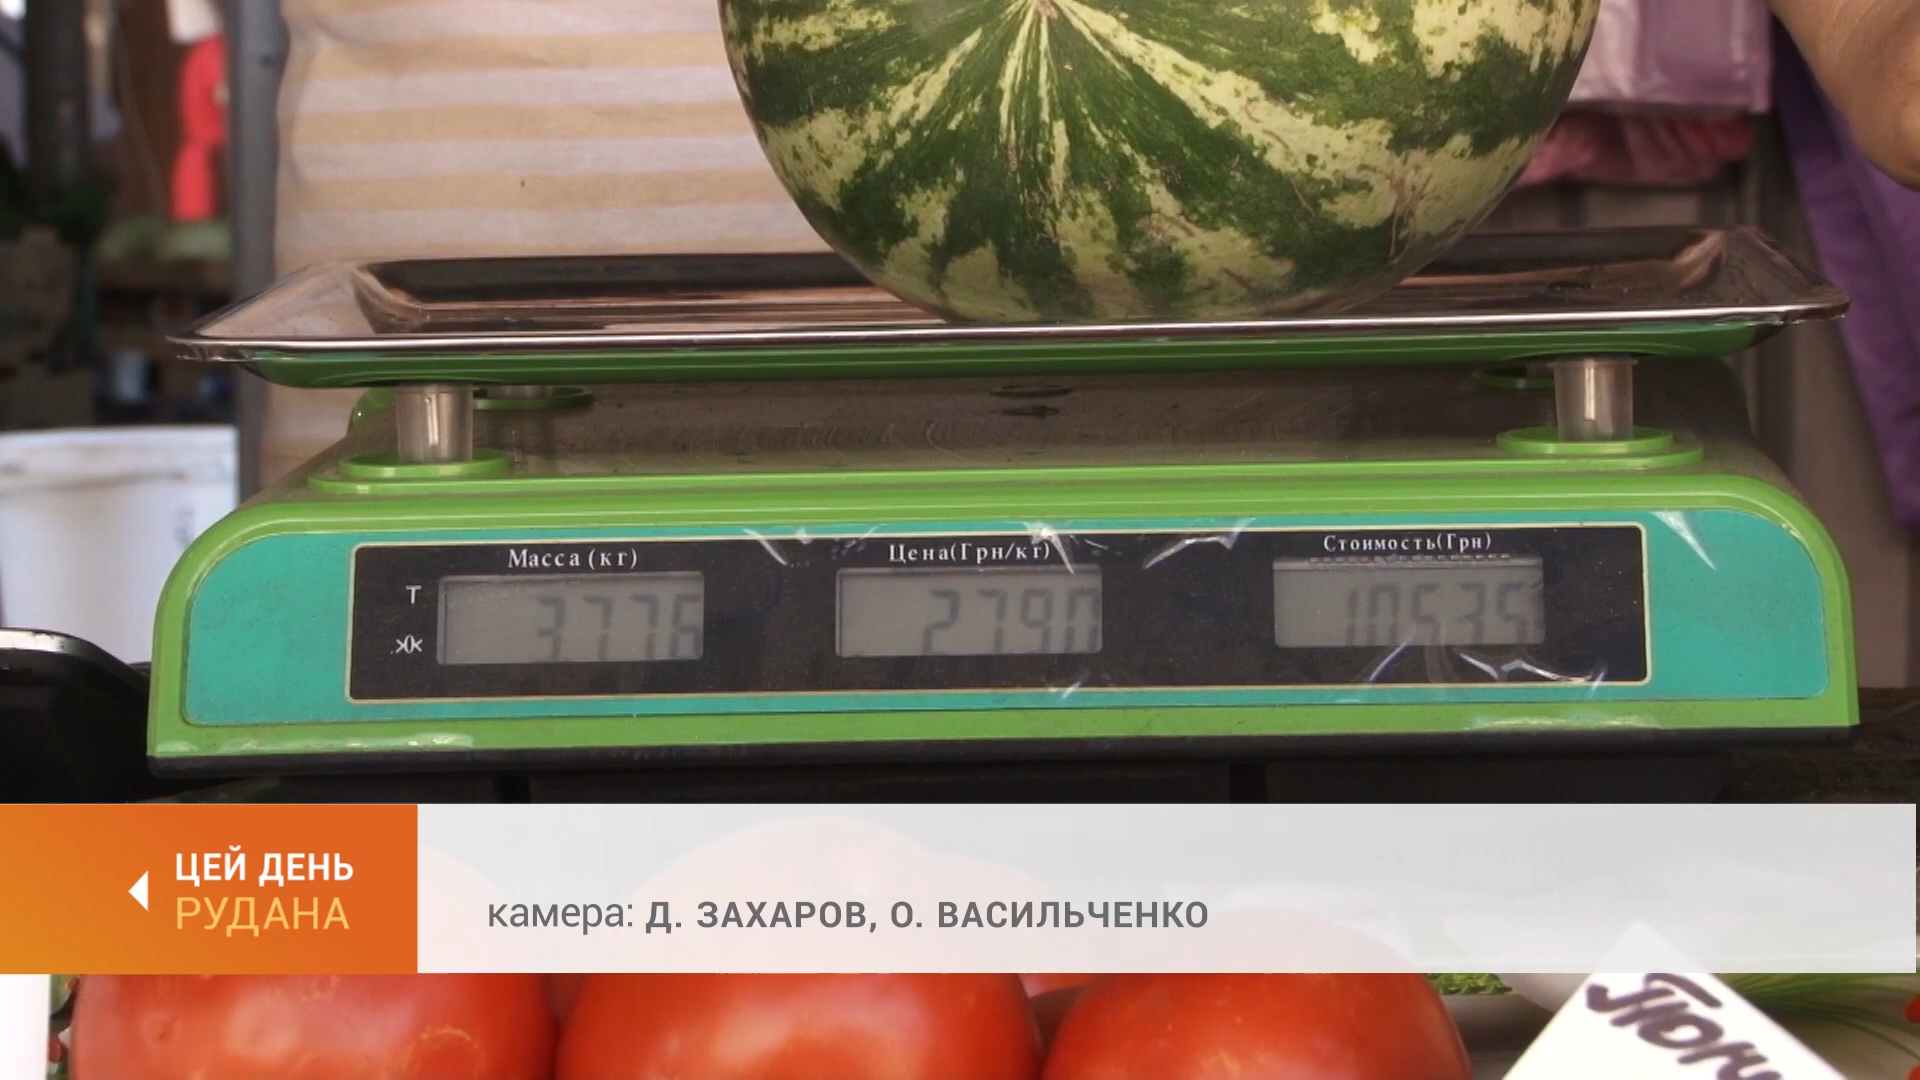 Масса (кг)
Цена(Грн/кг)
Стоимость(Грн)
T
3.776
27.90
105.35
>0<
ЦЕЙ ДЕНЬ
РУДАНА
камера: Д. ЗАХАРОВ, О. ВАСИЛЬЧЕНКО